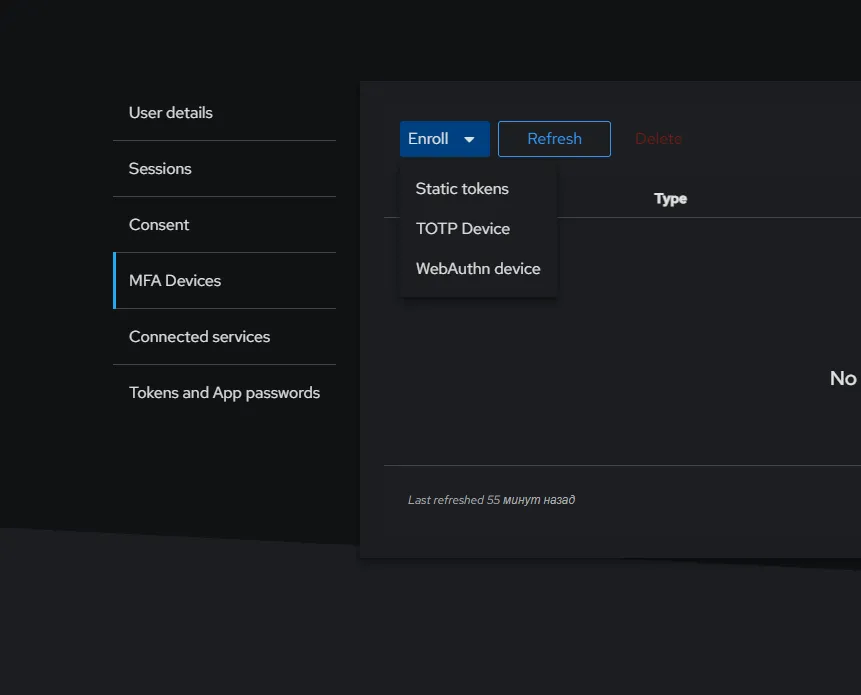 User details
Sessions
Consent
MFA Devices
Connected services
Tokens and App passwords
Enroll Refresh Delete
Static tokens
TOTP Device
WebAuthn device
Type
No
Last refreshed 55 минут назад